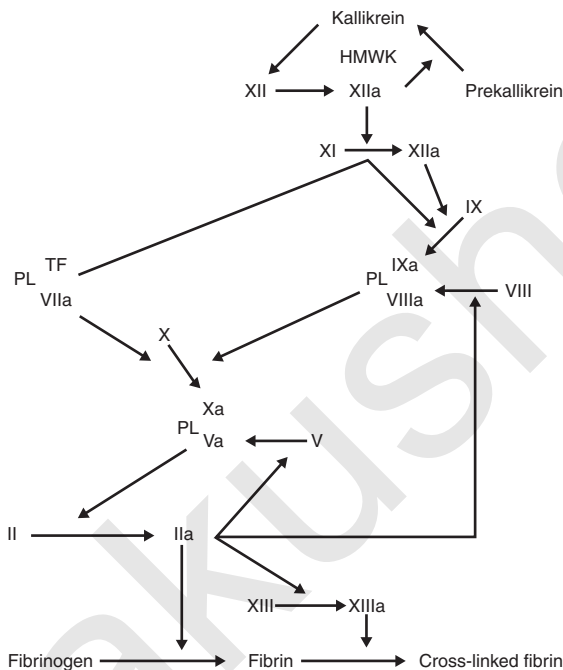 Kallikrein
HMWK
XII XIIa Prekallikrein
XI XIIa
IX
TF
PL
VIIa
IXa
PL
VIIIa VIII
X
Xa
PL
Va V
II IIa
XIII XIIIa
Fibrinogen Fibrin Cross-linked fibrin
akush